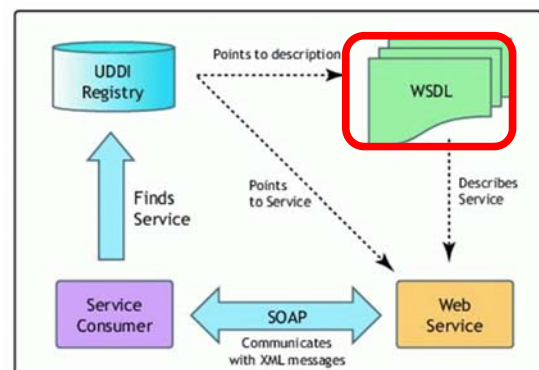 UDDI
Registry
Points to description
WSDL
Finds
Service
Points
to Service
Describes
Service
Service
Consumer
SOAP
Communicates
with XML messages
Web
Service